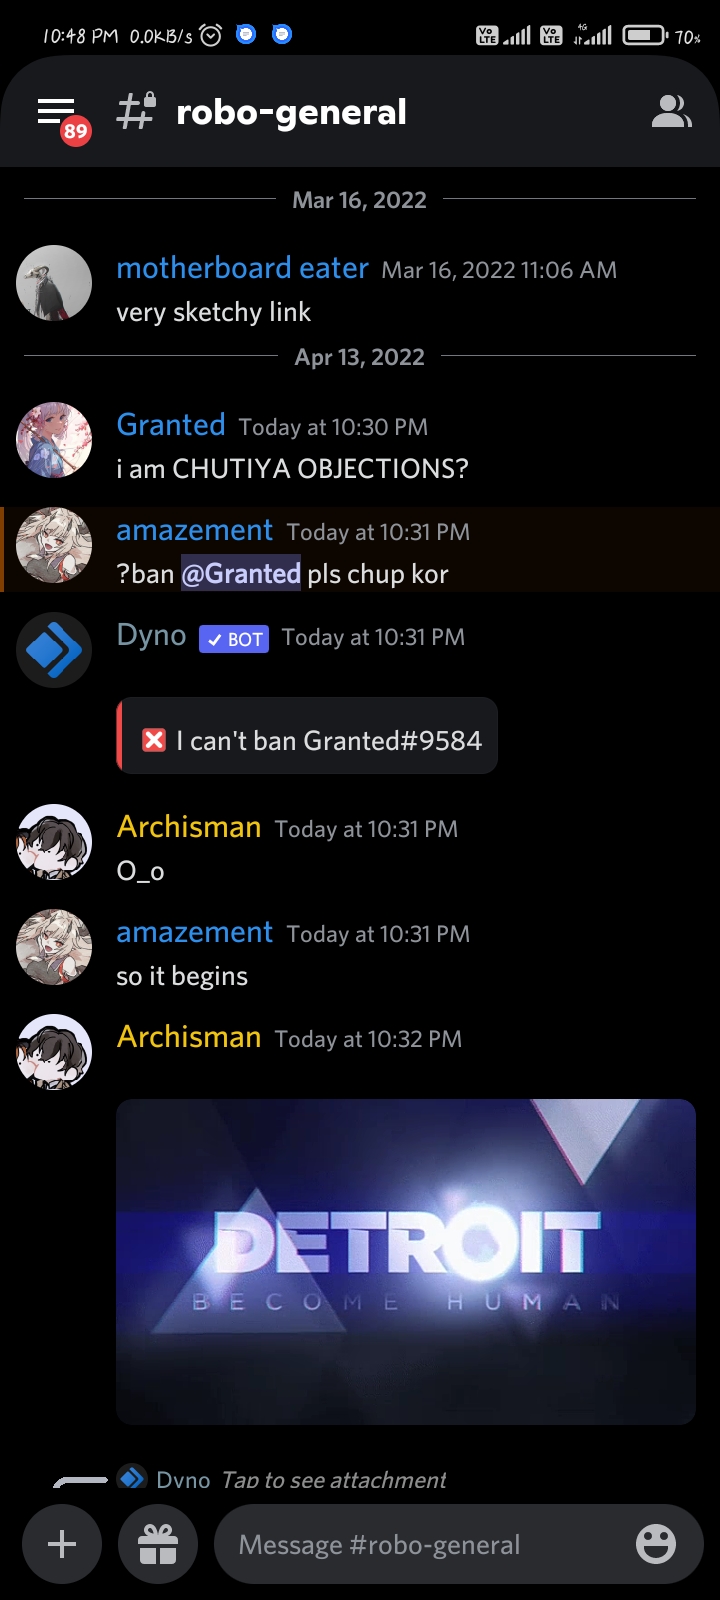 10:48 PM 0.0KB/s Vo LTE Vo LTE 4G 70%
89 # robo-general
Mar 16, 2022
motherboard eater Mar 16, 2022 11:06 AM
very sketchy link
Apr 13, 2022
Granted Today at 10:30 PM
i am CHUTIYA OBJECTIONS?
amazement Today at 10:31 PM
?ban @Granted pls chup kor
Dyno ✓ BOT Today at 10:31 PM
I can't ban Granted#9584
Archisman Today at 10:31 PM
O_o
amazement Today at 10:31 PM
so it begins
Archisman Today at 10:32 PM
DETROIT
BECOME HUMAN
Dyno Tap to see attachment
Message #robo-general